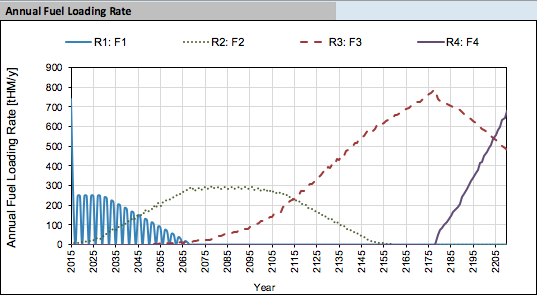 Annual Fuel Loading Rate
R1: F1 R2: F2 R3: F3 R4: F4
Annual Fuel Loading Rate [tHM/y]
900
800
700
600
500
400
300
200
100
0
2015 2025 2035 2045 2055 2065 2075 2085 2095 2105 2115 2125 2135 2145 2155 2165 2175 2185 2195 2205
Year